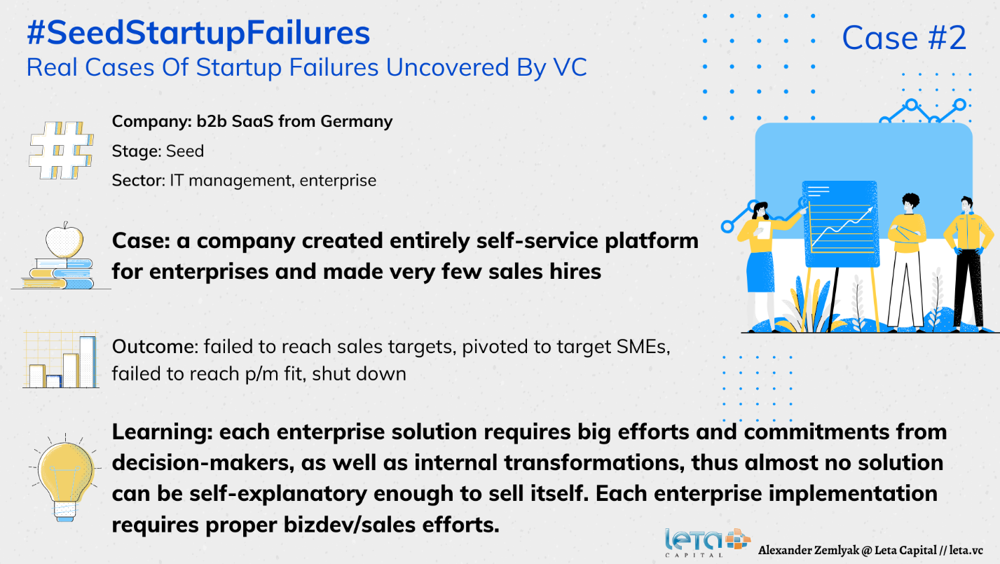 #SeedStartupFailures
Case #2
Real Cases Of Startup Failures Uncovered By VC
Company: b2b SaaS from Germany
Stage: Seed
Sector: IT management, enterprise
Case: a company created entirely self-service platform
for enterprises and made very few sales hires
Outcome: failed to reach sales targets, pivoted to target SMEs,
failed to reach p/m fit, shut down
Learning: each enterprise solution requires big efforts and commitments from
decision-makers, as well as internal transformations, thus almost no solution
can be self-explanatory enough to sell itself. Each enterprise implementation
requires proper bizdev/sales efforts.
leta
CAPITAL
Alexander Zemlyak @ Leta Capital // leta.vc